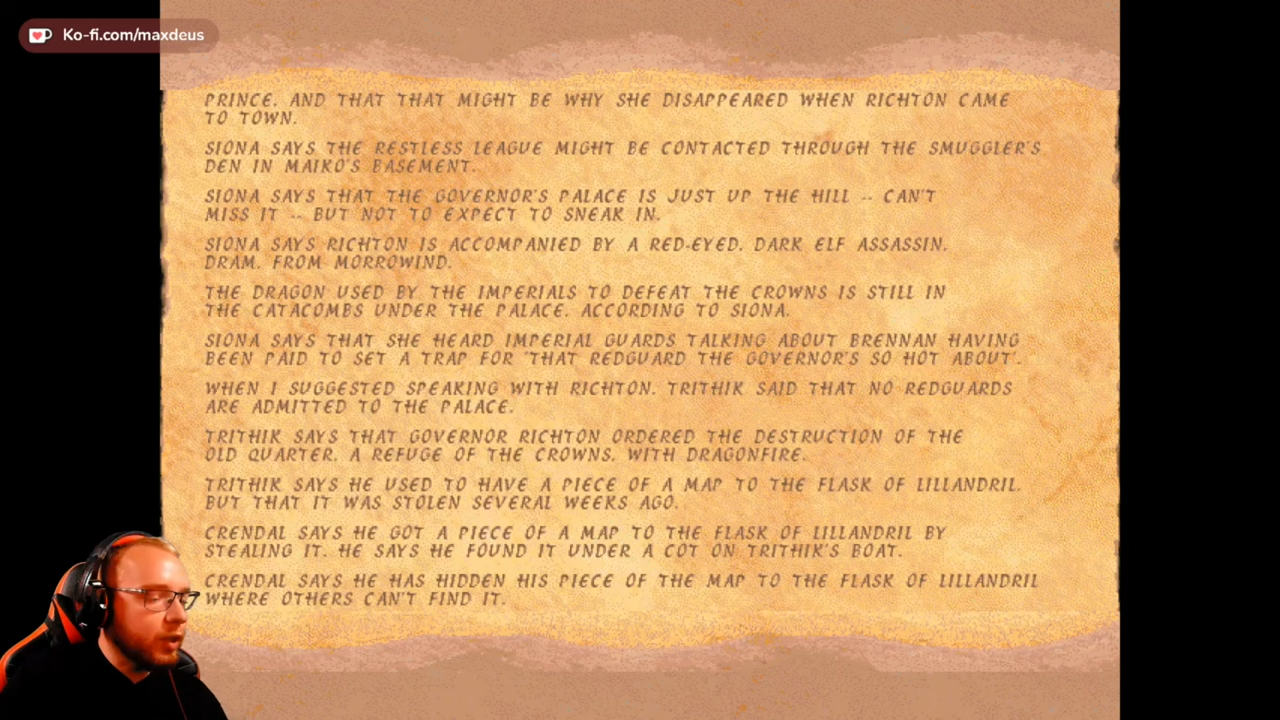 Ko-fi.com/maxdeus
PRINCE, AND THAT THAT MIGHT BE WHY SHE DISAPPEARED WHEN RICHTON CAME
TO TOWN.
SIONA SAYS THE RESTLESS LEAGUE MIGHT BE CONTACTED THROUGH THE SMUGGLER'S
DEN IN MAIKO'S BASEMENT.
SIONA SAYS THAT THE GOVERNOR'S PALACE IS JUST UP THE HILL -- CAN'T
MISS IT -- BUT NOT TO EXPECT TO SNEAK IN.
SIONA SAYS RICHTON IS ACCOMPANIED BY A RED-EYED, DARK ELF ASSASSIN,
DRAM, FROM MORROWIND.
THE DRAGON USED BY THE IMPERIALS TO DEFEAT THE CROWNS IS STILL IN
THE CATACOMBS UNDER THE PALACE, ACCORDING TO SIONA.
SIONA SAYS THAT SHE HEARD IMPERIAL GUARDS TALKING ABOUT BRENNAN HAVING
BEEN PAID TO SET A TRAP FOR "THAT REDGUARD THE GOVERNOR'S SO HOT ABOUT".
WHEN I SUGGESTED SPEAKING WITH RICHTON, TRITHIK SAID THAT NO REDGUARDS
ARE ADMITTED TO THE PALACE.
TRITHIK SAYS THAT GOVERNOR RICHTON ORDERED THE DESTRUCTION OF THE
OLD QUARTER, A REFUGE OF THE CROWNS, WITH DRAGONFIRE.
TRITHIK SAYS HE USED TO HAVE A PIECE OF A MAP TO THE FLASK OF LILLANDRIL,
BUT THAT IT WAS STOLEN SEVERAL WEEKS AGO.
CRENDAL SAYS HE GOT A PIECE OF A MAP TO THE FLASK OF LILLANDRIL BY
STEALING IT. HE SAYS HE FOUND IT UNDER A COT ON TRITHIK'S BOAT.
CRENDAL SAYS HE HAS HIDDEN HIS PIECE OF THE MAP TO THE FLASK OF LILLANDRIL
WHERE OTHERS CAN'T FIND IT.